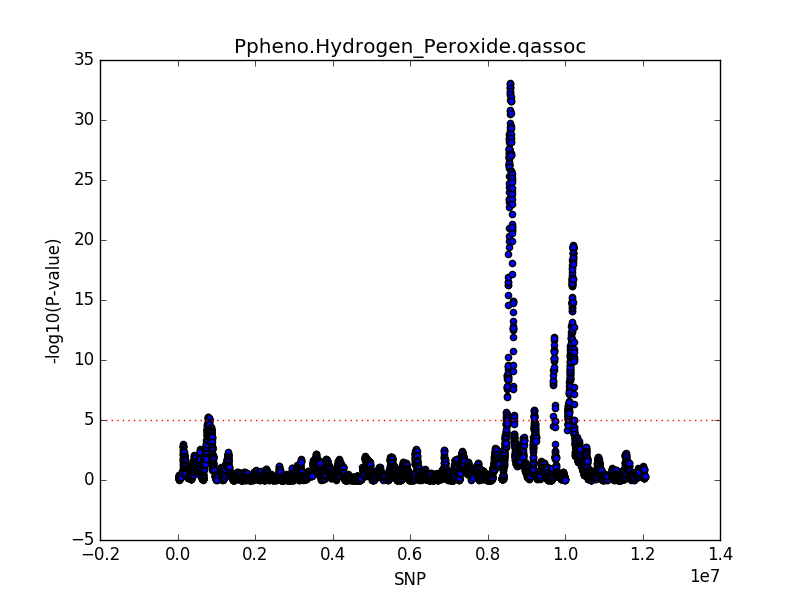 Ppheno.Hydrogen_Peroxide.qassoc
35
30
25
20
15
10
5
0
−5
-log10(P-value)
−0.2 0.0 0.2 0.4 0.6 0.8 1.0 1.2 1.4
SNP
1e7